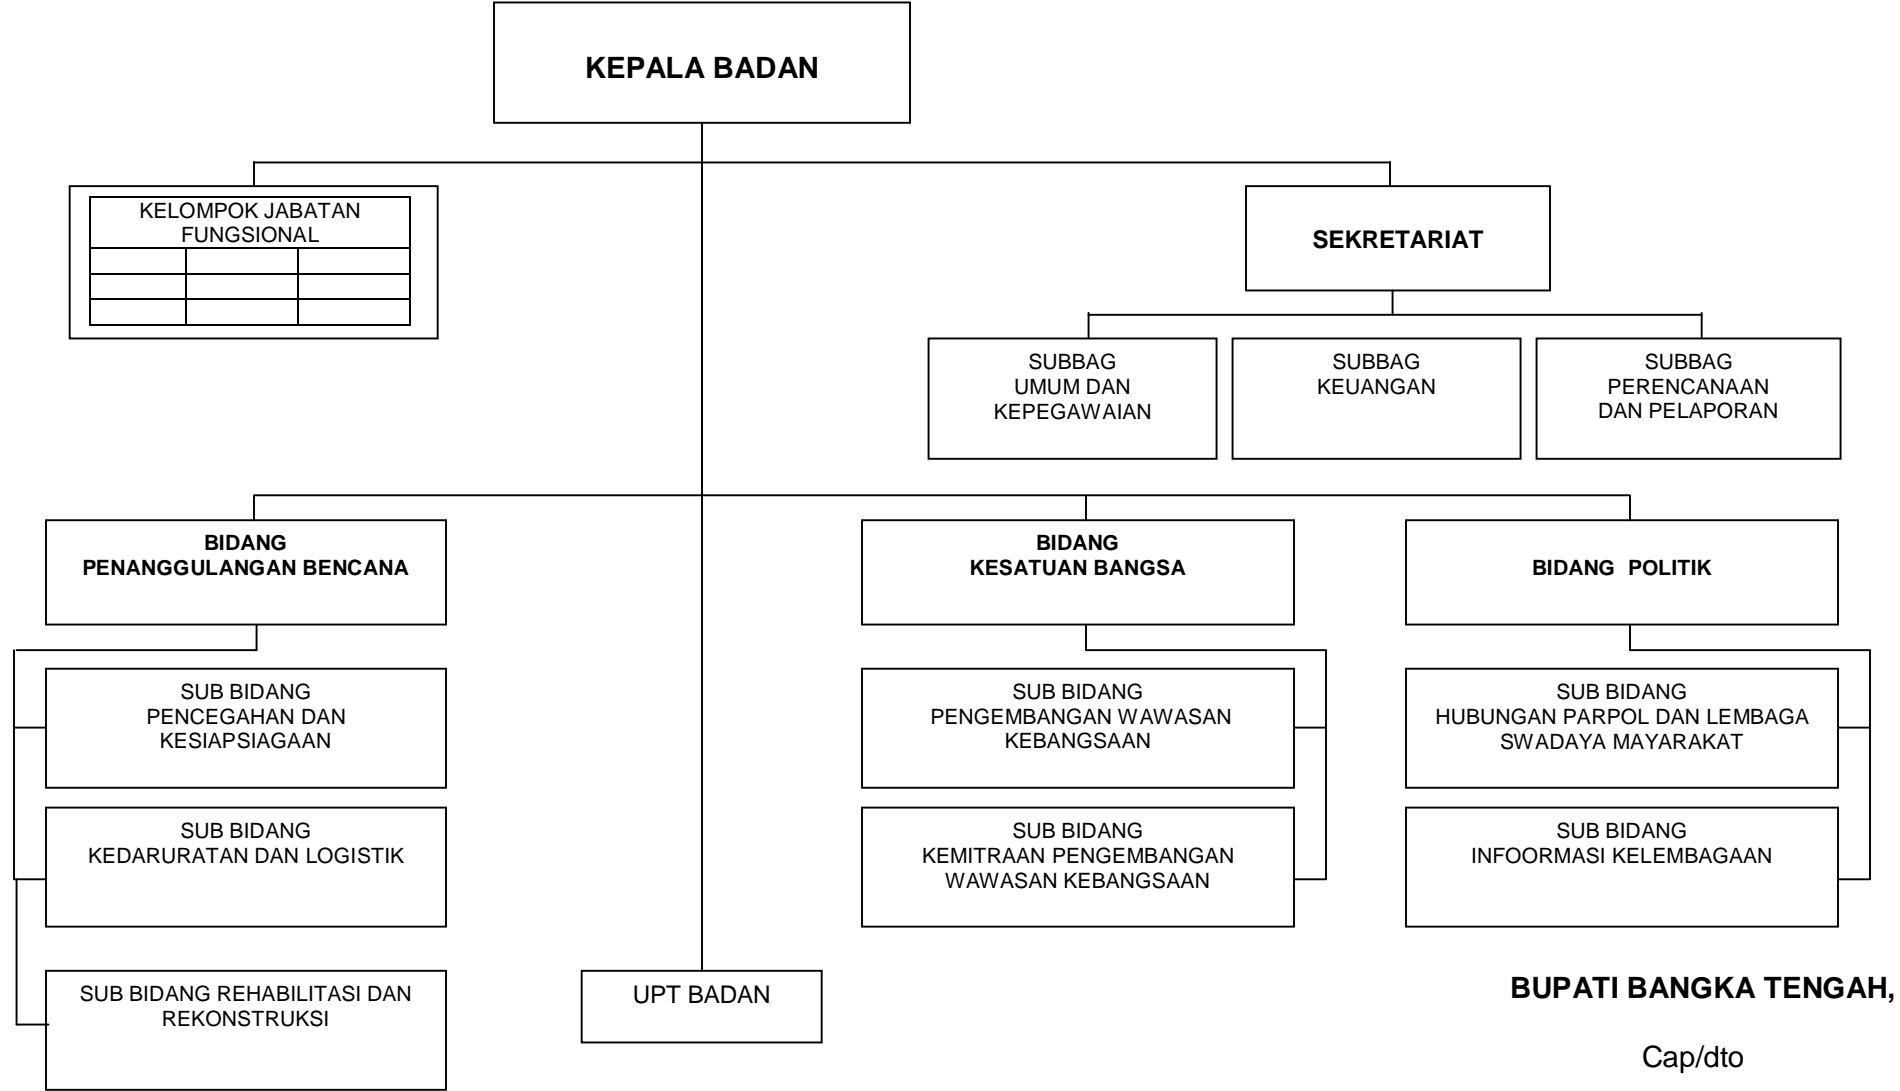 KEPALA BADAN
KELOMPOK JABATAN
FUNGSIONAL
SEKRETARIAT
SUBBAG
UMUM DAN
KEPEGAWAIAN
SUBBAG
KEUANGAN
SUBBAG
PERENCANAAN
DAN PELAPORAN
BIDANG
PENANGGULANGAN BENCANA
BIDANG
KESATUAN BANGSA
BIDANG POLITIK
SUB BIDANG
PENCEGAHAN DAN
KESIAPSIAGAAN
SUB BIDANG
PENGEMBANGAN WAWASAN
KEBANGSAAN
SUB BIDANG
HUBUNGAN PARPOL DAN LEMBAGA
SWADAYA MAYARAKAT
SUB BIDANG
KEDARURATAN DAN LOGISTIK
SUB BIDANG
KEMITRAAN PENGEMBANGAN
WAWASAN KEBANGSAAN
SUB BIDANG
INFOORMASI KELEMBAGAAN
SUB BIDANG REHABILITASI DAN
REKONSTRUKSI
UPT BADAN
BUPATI BANGKA TENGAH,
Cap/dto